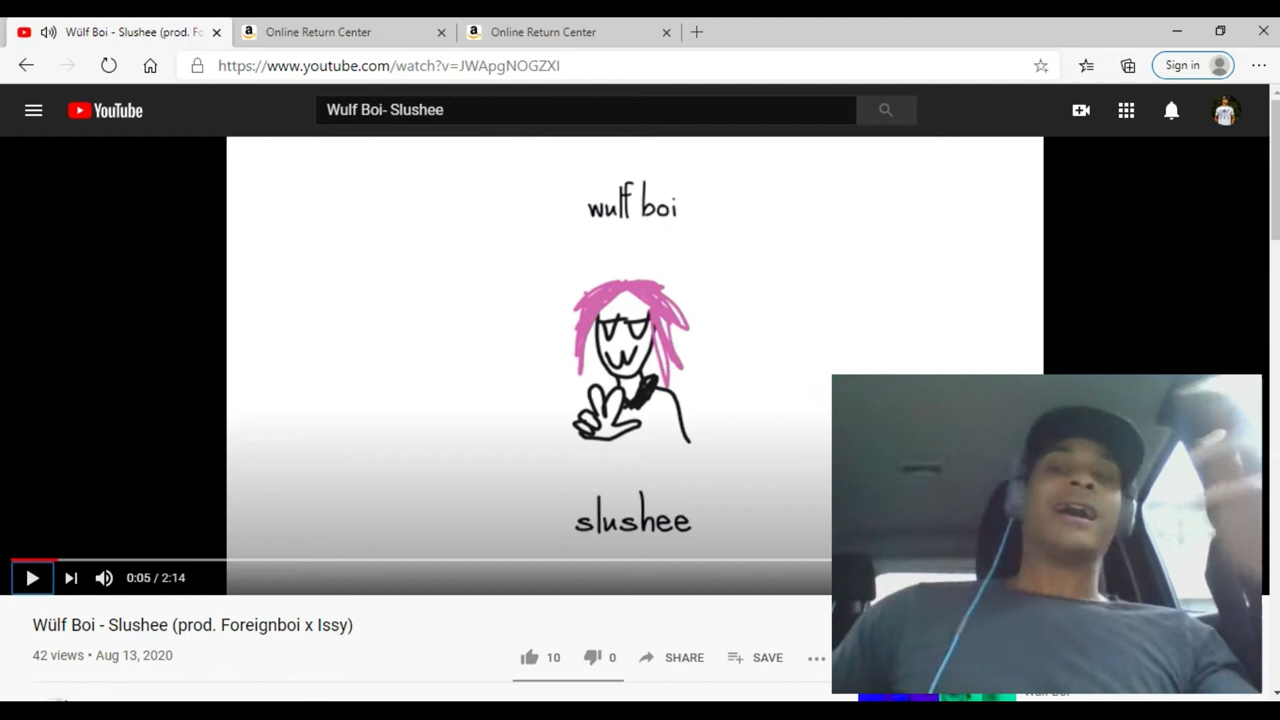 Wülf Boi - Slushee (prod. Fo
Online Return Center
Online Return Center
https://www.youtube.com/watch?v=JWApgNOGZXI
Sign in
YouTube
Wulf Boi- Slushee
wulf boi
slushee
0:05 / 2:14
Wülf Boi - Slushee (prod. Foreignboi x Issy)
42 views • Aug 13, 2020
10
0
SHARE
SAVE